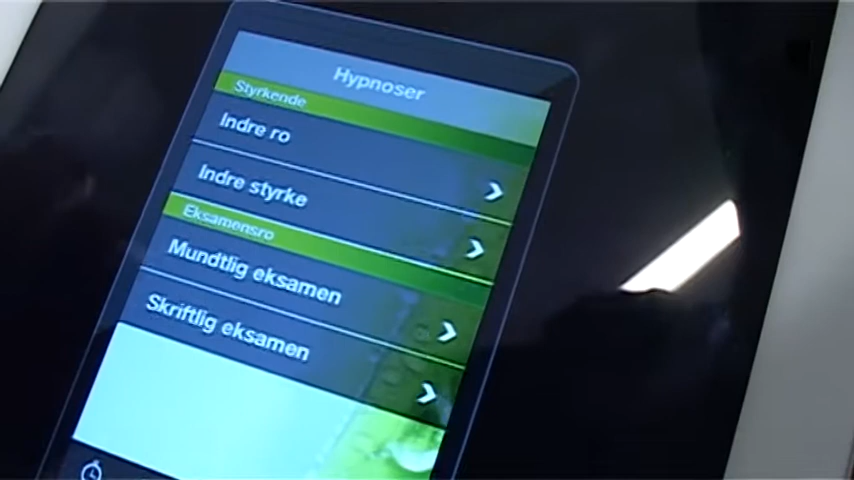 Hypnoser
Styrkende
Indre ro
Indre styrke
Eksamensro
Mundtlig eksamen
Skriftlig eksamen